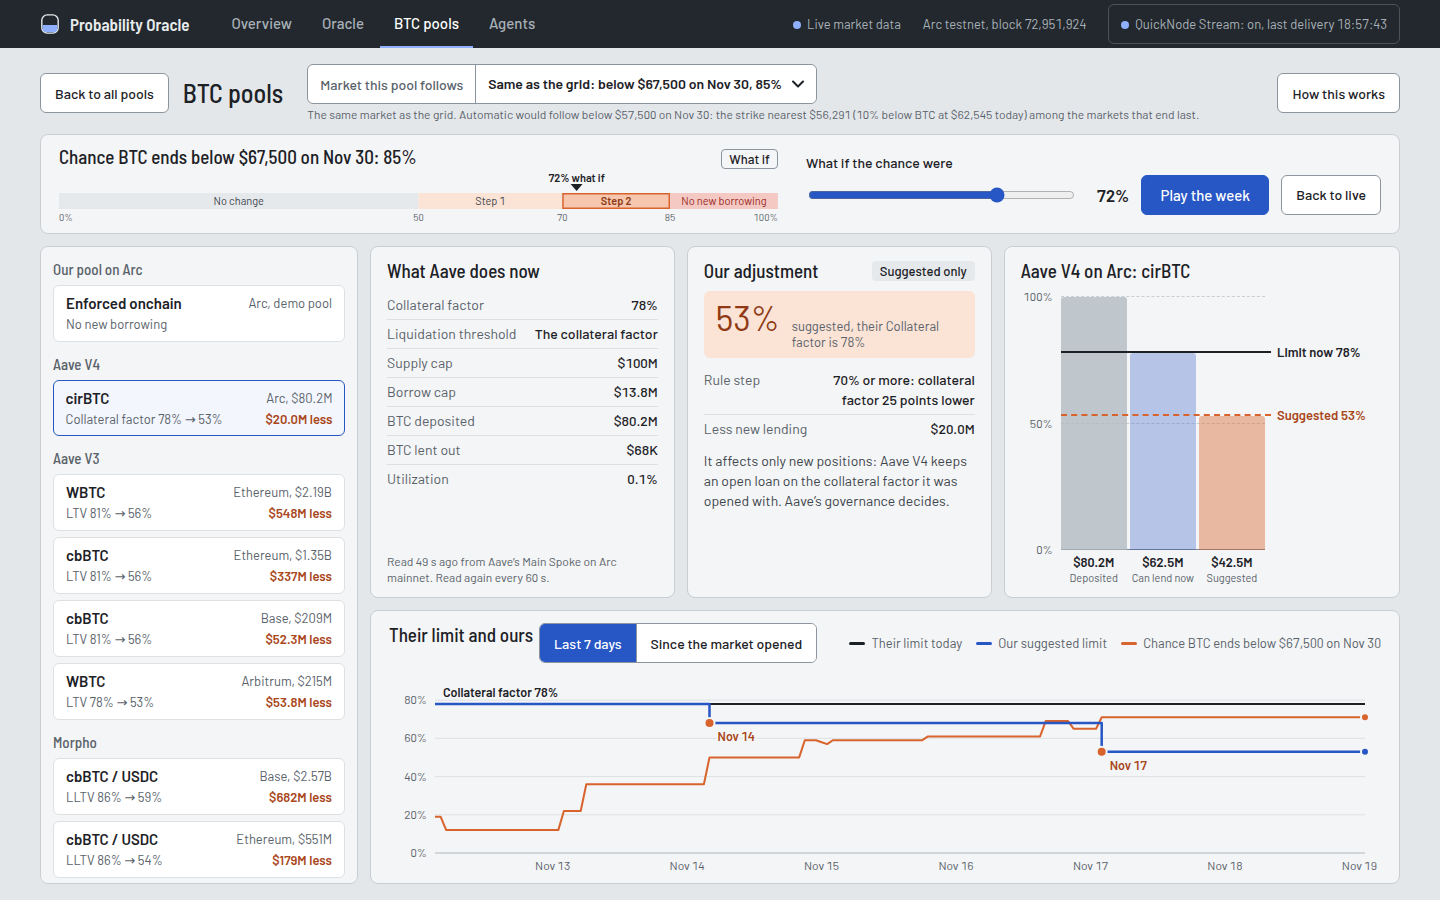 Probability Oracle
Overview
Oracle
BTC pools
Agents
Live market data
Arc testnet, block 72,951,924
QuickNode Stream: on, last delivery 18:57:43
Back to all pools
BTC pools
Market this pool follows
Same as the grid: below $67,500 on Nov 30, 85%
The same market as the grid. Automatic would follow below $57,500 on Nov 30: the strike nearest $56,291 (10% below BTC at $62,545 today) among the markets that end last.
How this works
Chance BTC ends below $67,500 on Nov 30: 85%
What if
72% what if
No change
Step 1
Step 2
No new borrowing
0%
50
70
85
100%
What if the chance were
72%
Play the week
Back to live
Our pool on Arc
Enforced onchain
Arc, demo pool
No new borrowing
Aave V4
cirBTC
Arc, $80.2M
Collateral factor 78% → 53%
$20.0M less
Aave V3
WBTC
Ethereum, $2.19B
LTV 81% → 56%
$548M less
cbBTC
Ethereum, $1.35B
LTV 81% → 56%
$337M less
cbBTC
Base, $209M
LTV 81% → 56%
$52.3M less
WBTC
Arbitrum, $215M
LTV 78% → 53%
$53.8M less
Morpho
cbBTC / USDC
Base, $2.57B
LLTV 86% → 59%
$682M less
cbBTC / USDC
Ethereum, $551M
LLTV 86% → 54%
$179M less
What Aave does now
Collateral factor
78%
Liquidation threshold
The collateral factor
Supply cap
$100M
Borrow cap
$13.8M
BTC deposited
$80.2M
BTC lent out
$68K
Utilization
0.1%
Read 49 s ago from Aave's Main Spoke on Arc
mainnet. Read again every 60 s.
Our adjustment
Suggested only
53%
suggested, their Collateral
factor is 78%
Rule step
70% or more: collateral
factor 25 points lower
Less new lending
$20.0M
It affects only new positions: Aave V4 keeps
an open loan on the collateral factor it was
opened with. Aave's governance decides.
Aave V4 on Arc: cirBTC
100%
Limit now 78%
Suggested 53%
50%
0%
$80.2M
$62.5M
$42.5M
Deposited
Can lend now
Suggested
Their limit and ours
Last 7 days
Since the market opened
Their limit today
Our suggested limit
Chance BTC ends below $67,500 on Nov 30
Collateral factor 78%
80%
60%
40%
20%
0%
Nov 14
Nov 17
Nov 13
Nov 14
Nov 15
Nov 16
Nov 17
Nov 18
Nov 19